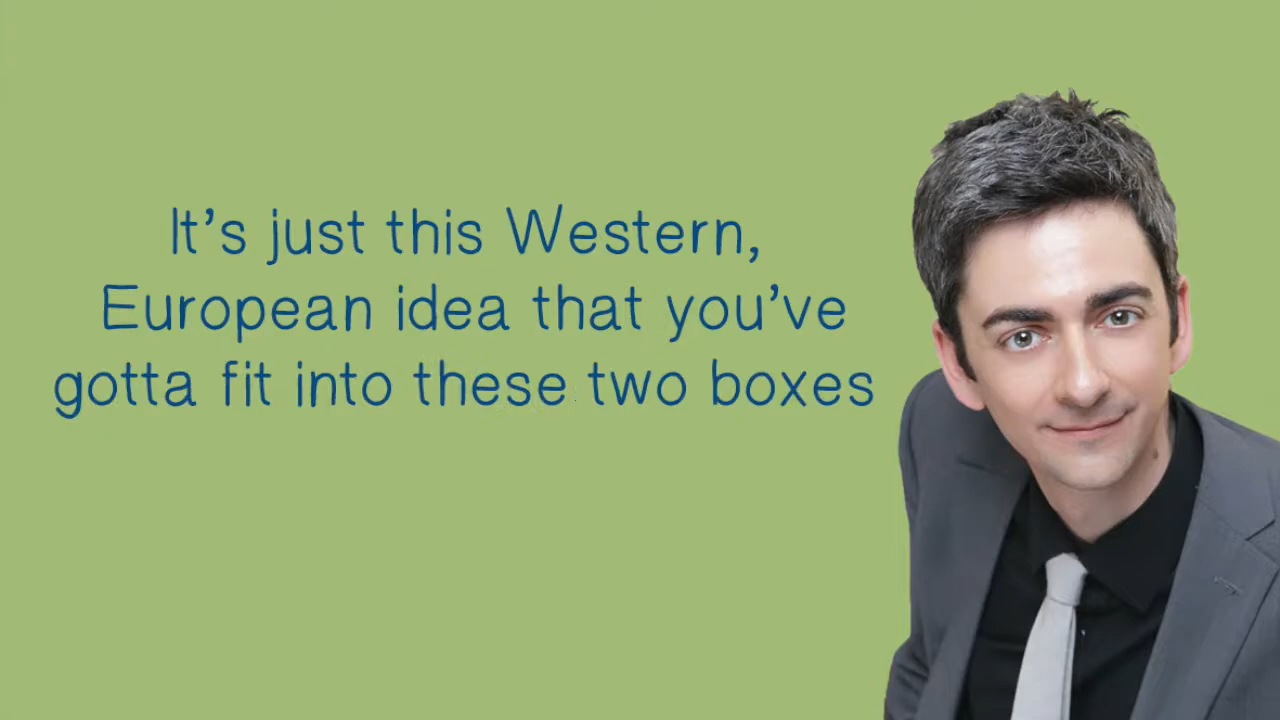 It’s just this Western,
European idea that you’ve
gotta fit into these two boxes